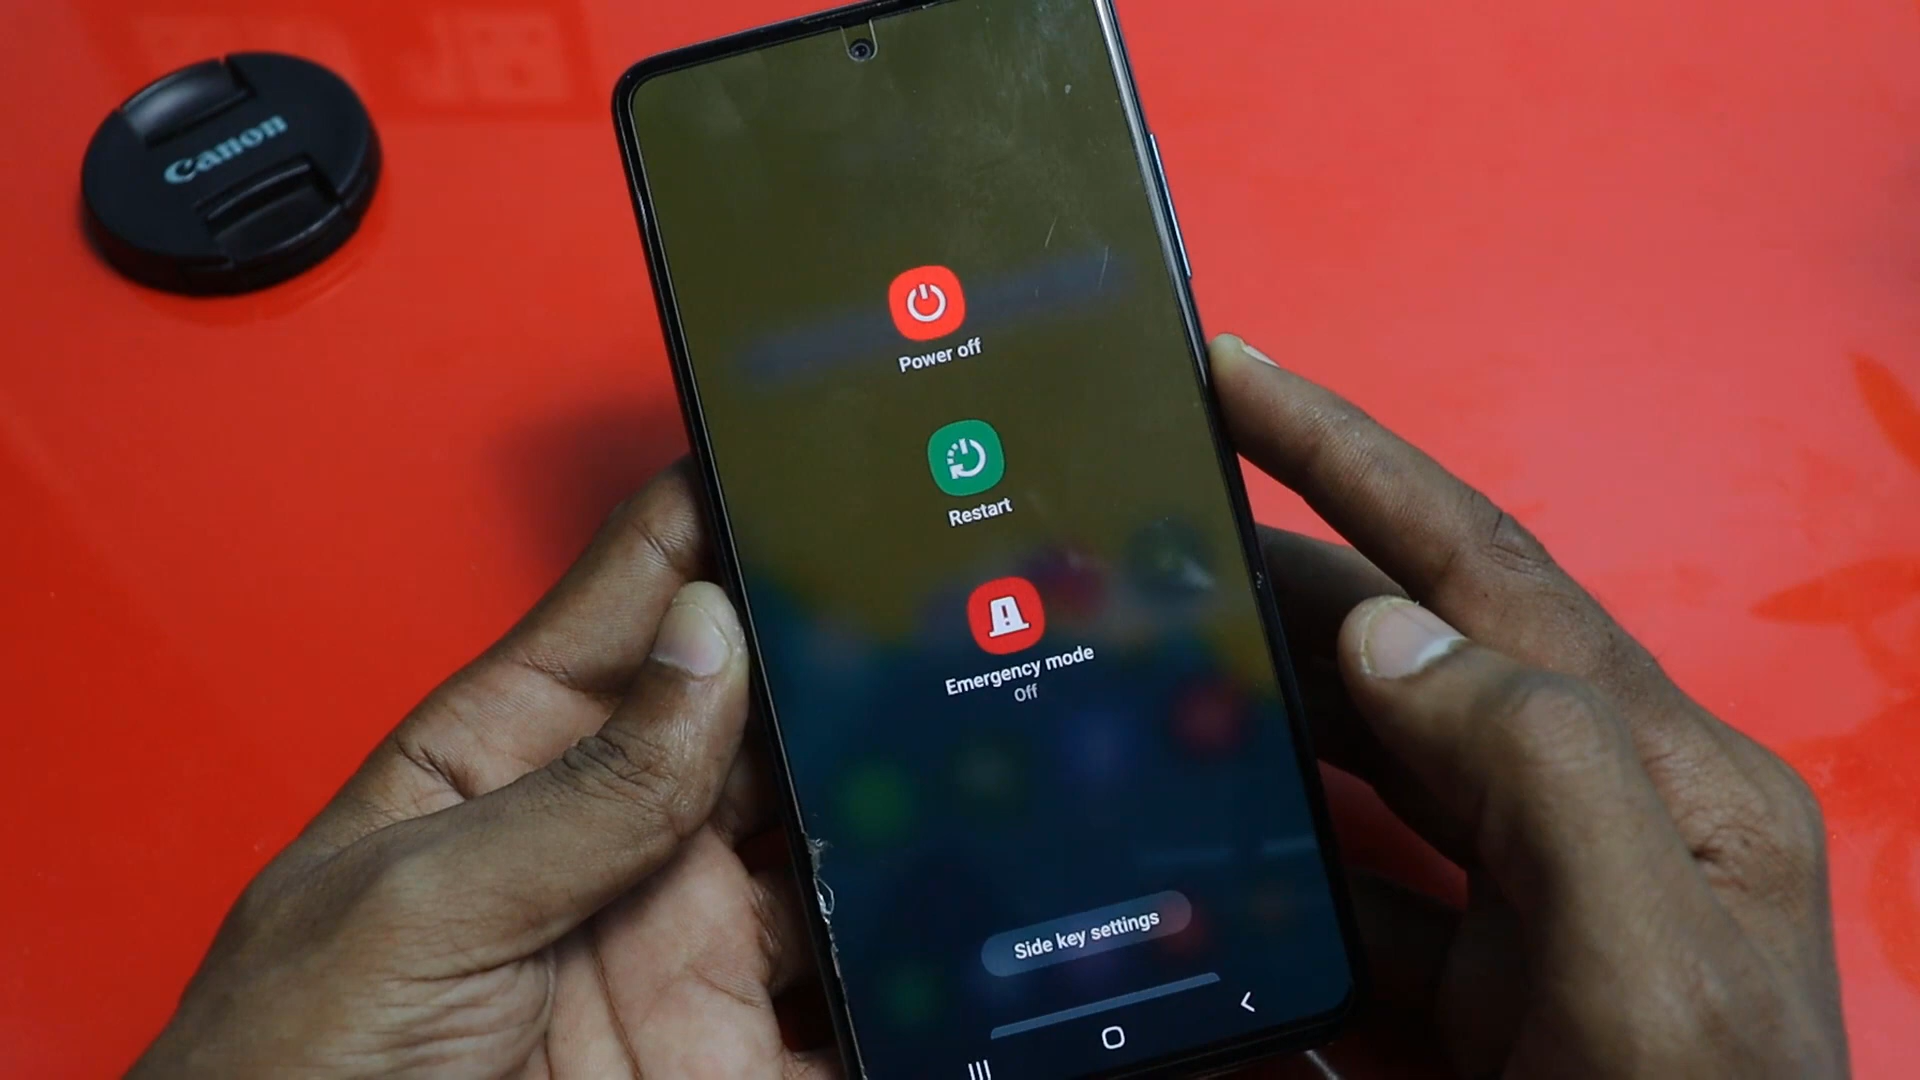 Canon
Power off
Restart
Emergency mode
Off
Side key settings